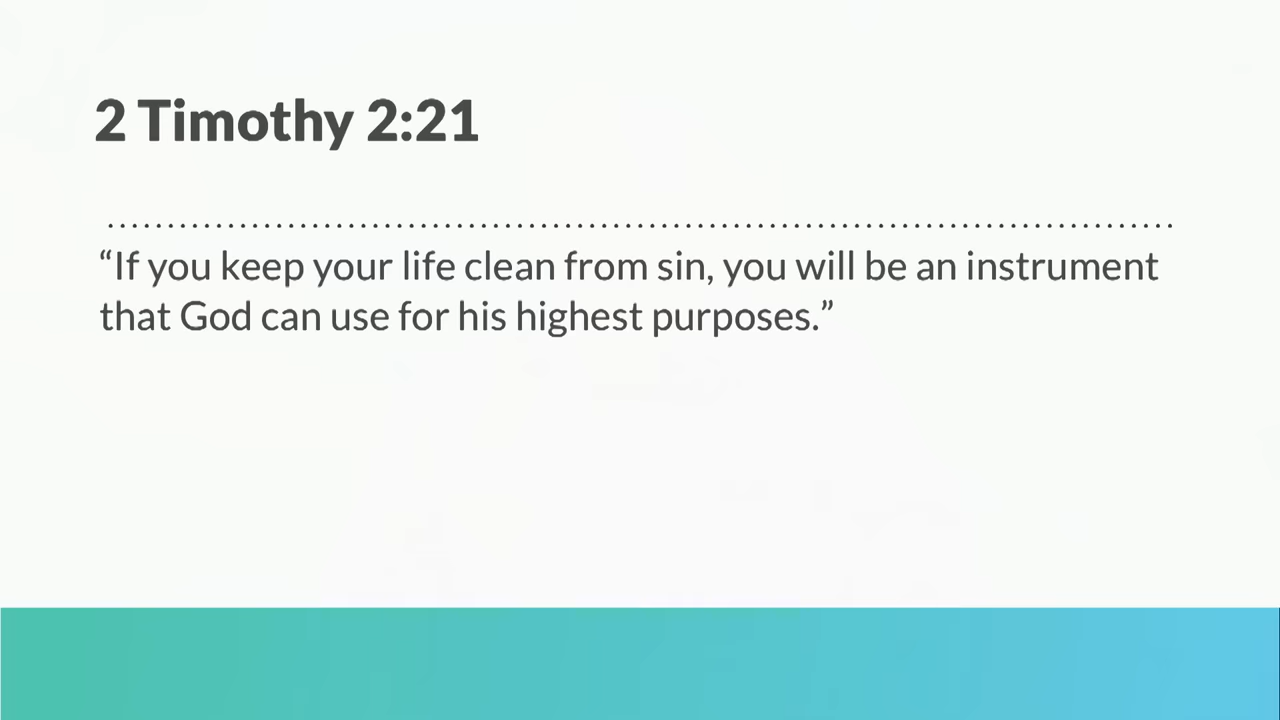 2 Timothy 2:21
“If you keep your life clean from sin, you will be an instrument
that God can use for his highest purposes.”